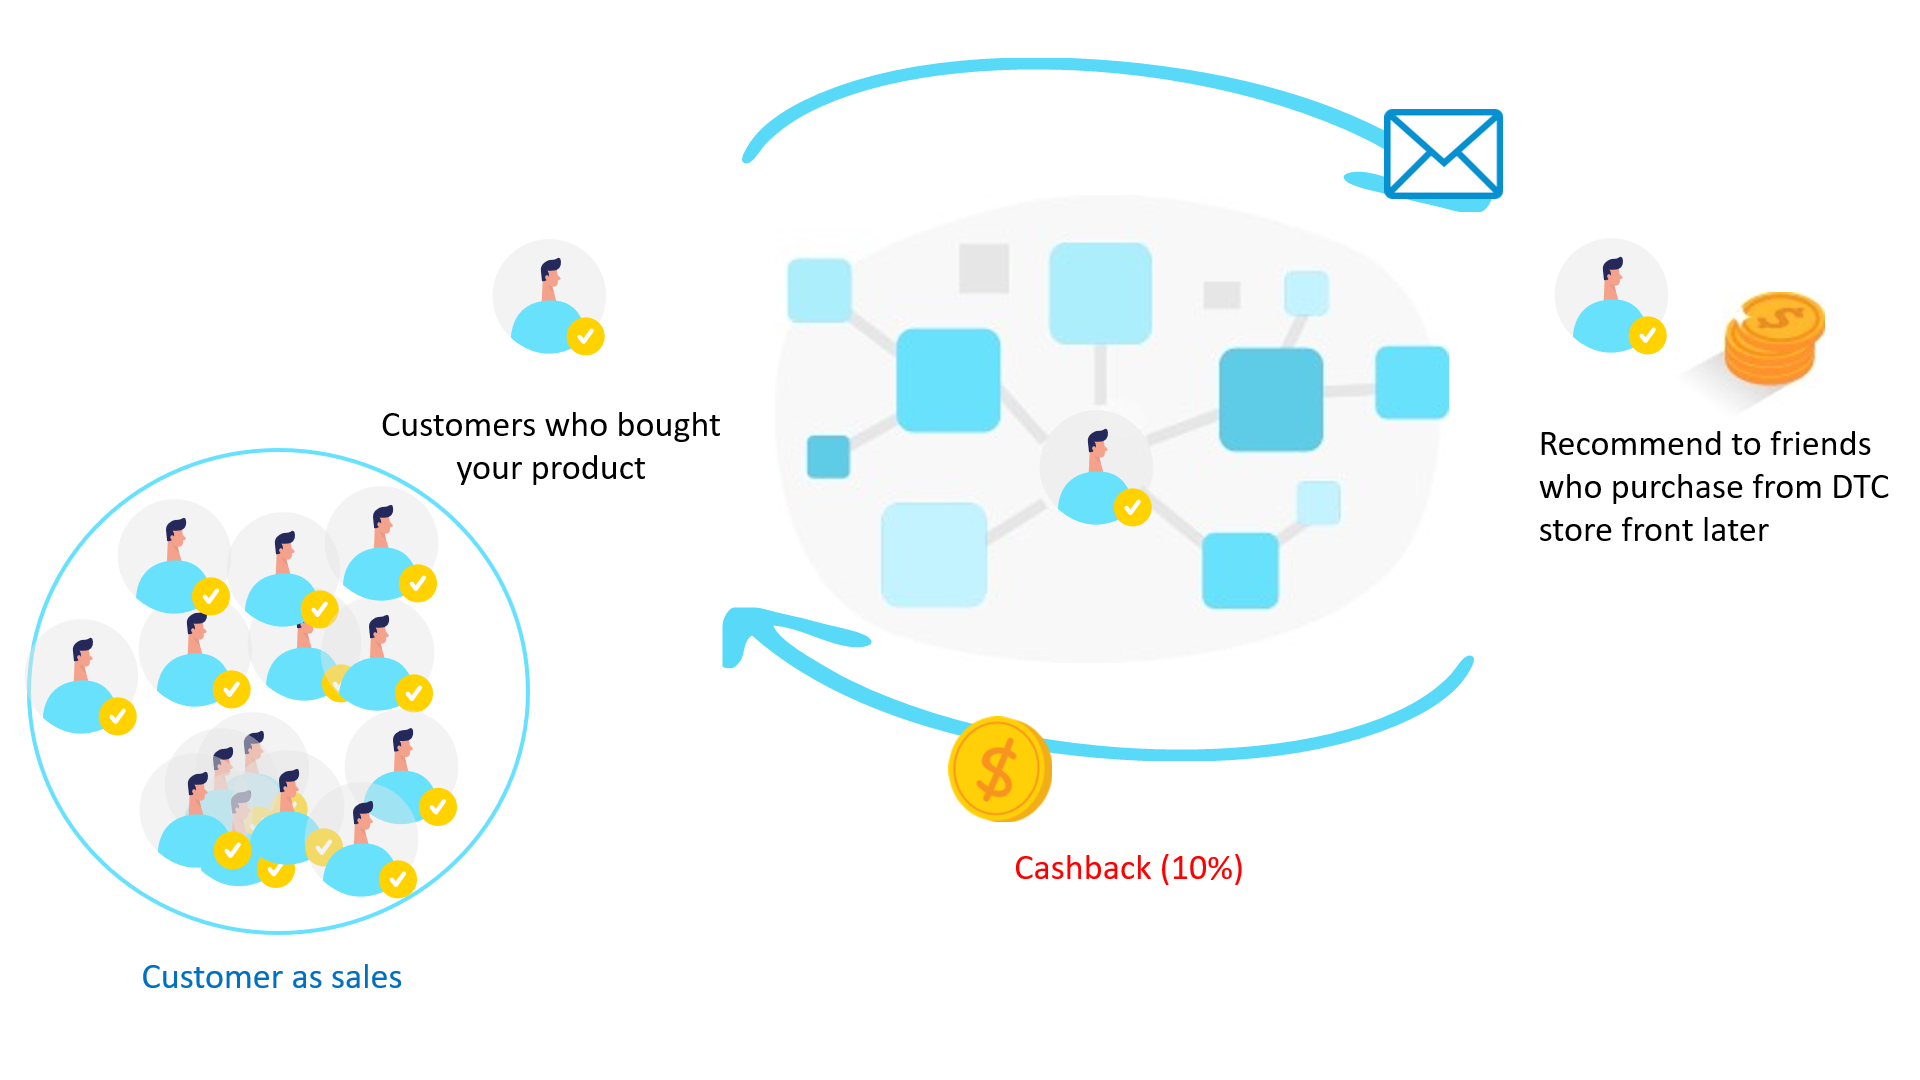 Customers who bought
your product
Recommend to friends
who purchase from DTC
store front later
Cashback (10%)
Customer as sales